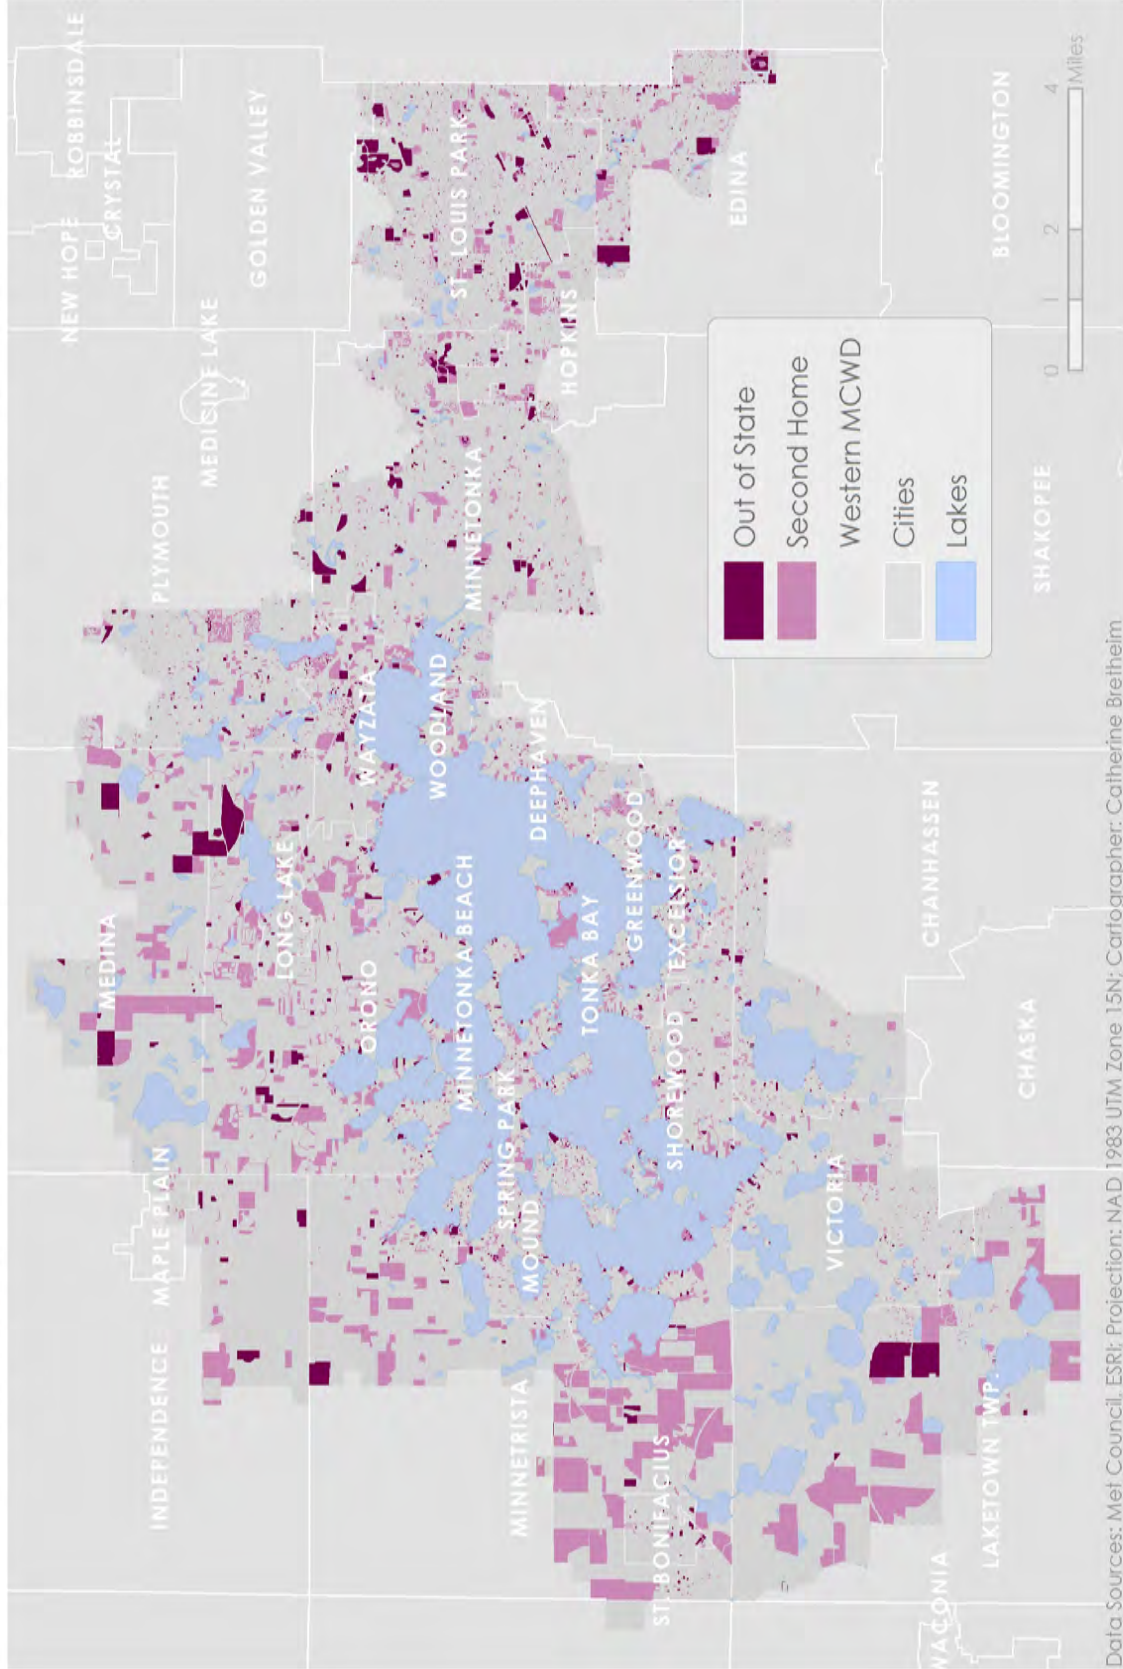 NEW HOPE
ROBBINSDALE
CRYSTAL
GOLDEN VALLEY
MEDICINE LAKE
PLYMOUTH
MEDINA
MAPLE PLAIN
INDEPENDENCE
LONG LAKE
WAYZATA
ORONO
WOODLAND
MINNETONKA
ST. LOUIS PARK
HOPKINS
EDINA
MINNETONKA BEACH
SPRING PARK
MOUND
MINNETRISTA
DEEPHAVEN
TONKA BAY
GREENWOOD
EXCELSIOR
SHOREWOOD
ST. BONIFACIUS
VICTORIA
CHANHASSEN
BLOOMINGTON
SHAKOPEE
CHASKA
LAKETOWN TWP.
WACONIA
Out of State
Second Home
Western MCWD
Cities
Lakes
0 1 2 4
Miles
Data Sources: Met Council, ESRI; Projection: NAD 1983 UTM Zone 15N; Cartographer: Catherine Bretheim